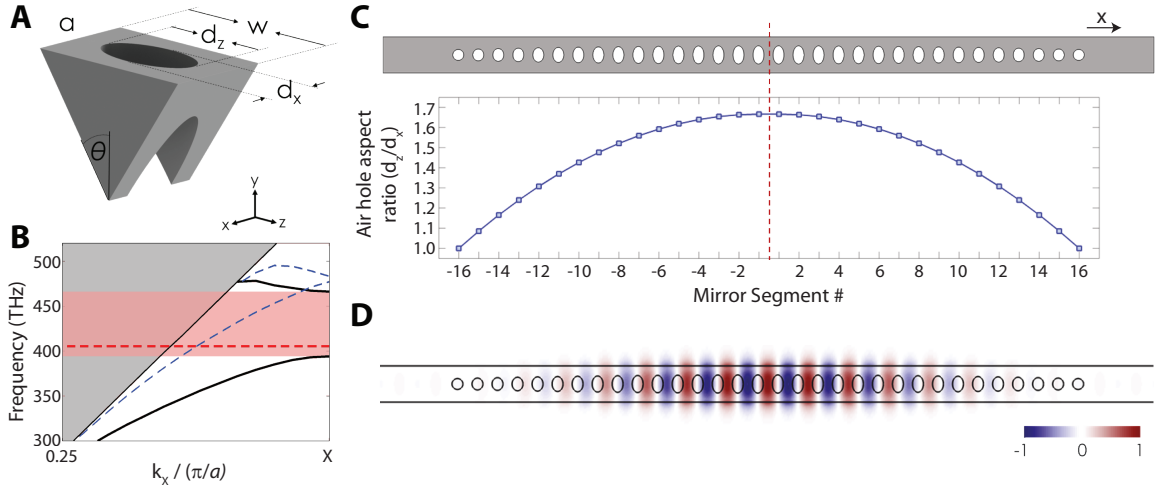 A
a
w
d_z
d_x
θ
y
x
z
B
500
450
400
350
300
Frequency (THz)
0.25
X
k_x / (π/a)
C
x
1.7
1.6
1.5
1.4
1.3
1.2
1.1
1.0
Air hole aspect
ratio (d_z/d_x)
-16 -14 -12 -10 -8 -6 -4 -2 2 4 6 8 10 12 14 16
Mirror Segment #
D
-1 0 1